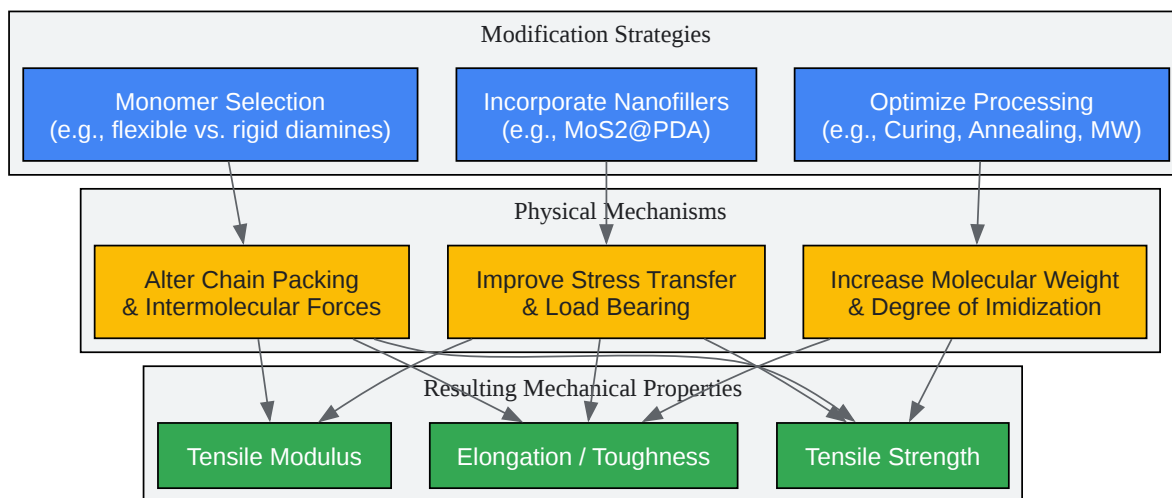 Modification Strategies
Monomer Selection
(e.g., flexible vs. rigid diamines)
Incorporate Nanofillers
(e.g., MoS2@PDA)
Optimize Processing
(e.g., Curing, Annealing, MW)
Physical Mechanisms
Alter Chain Packing
& Intermolecular Forces
Improve Stress Transfer
& Load Bearing
Increase Molecular Weight
& Degree of Imidization
Resulting Mechanical Properties
Tensile Modulus
Elongation / Toughness
Tensile Strength